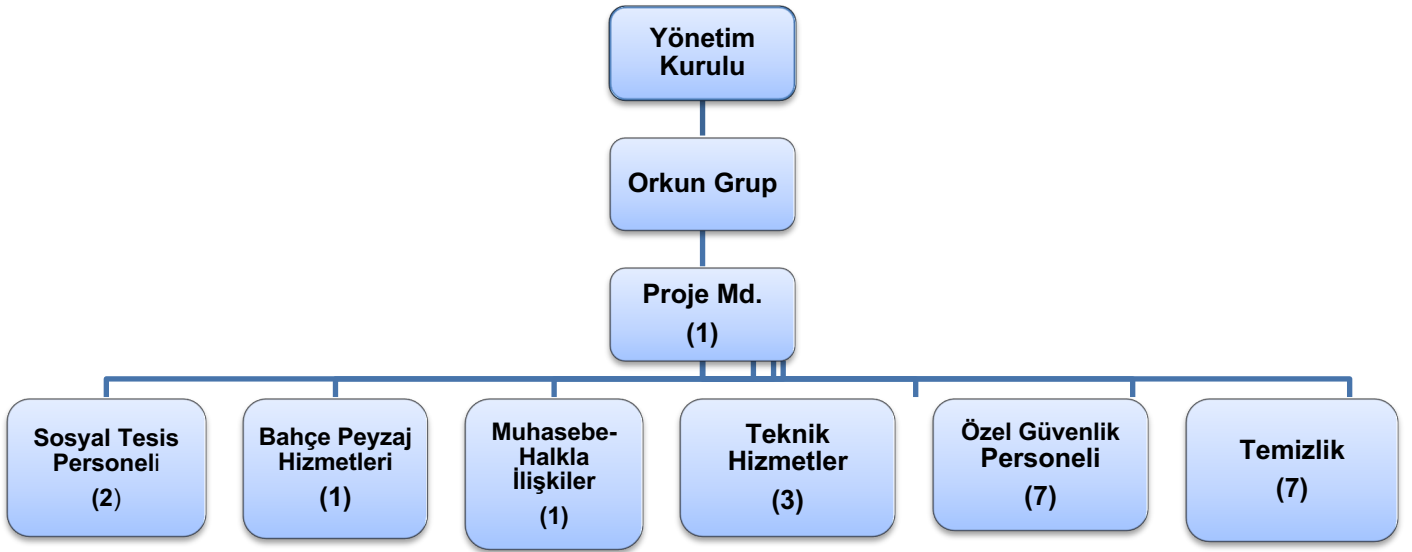 Yönetim
Kurulu
Orkun Grup
Proje Md.
(1)
Sosyal Tesis
Personeli
(2)
Bahçe Peyzaj
Hizmetleri
(1)
Muhasebe-
Halkla
İlişkiler
(1)
Teknik
Hizmetler
(3)
Özel Güvenlik
Personeli
(7)
Temizlik
(7)